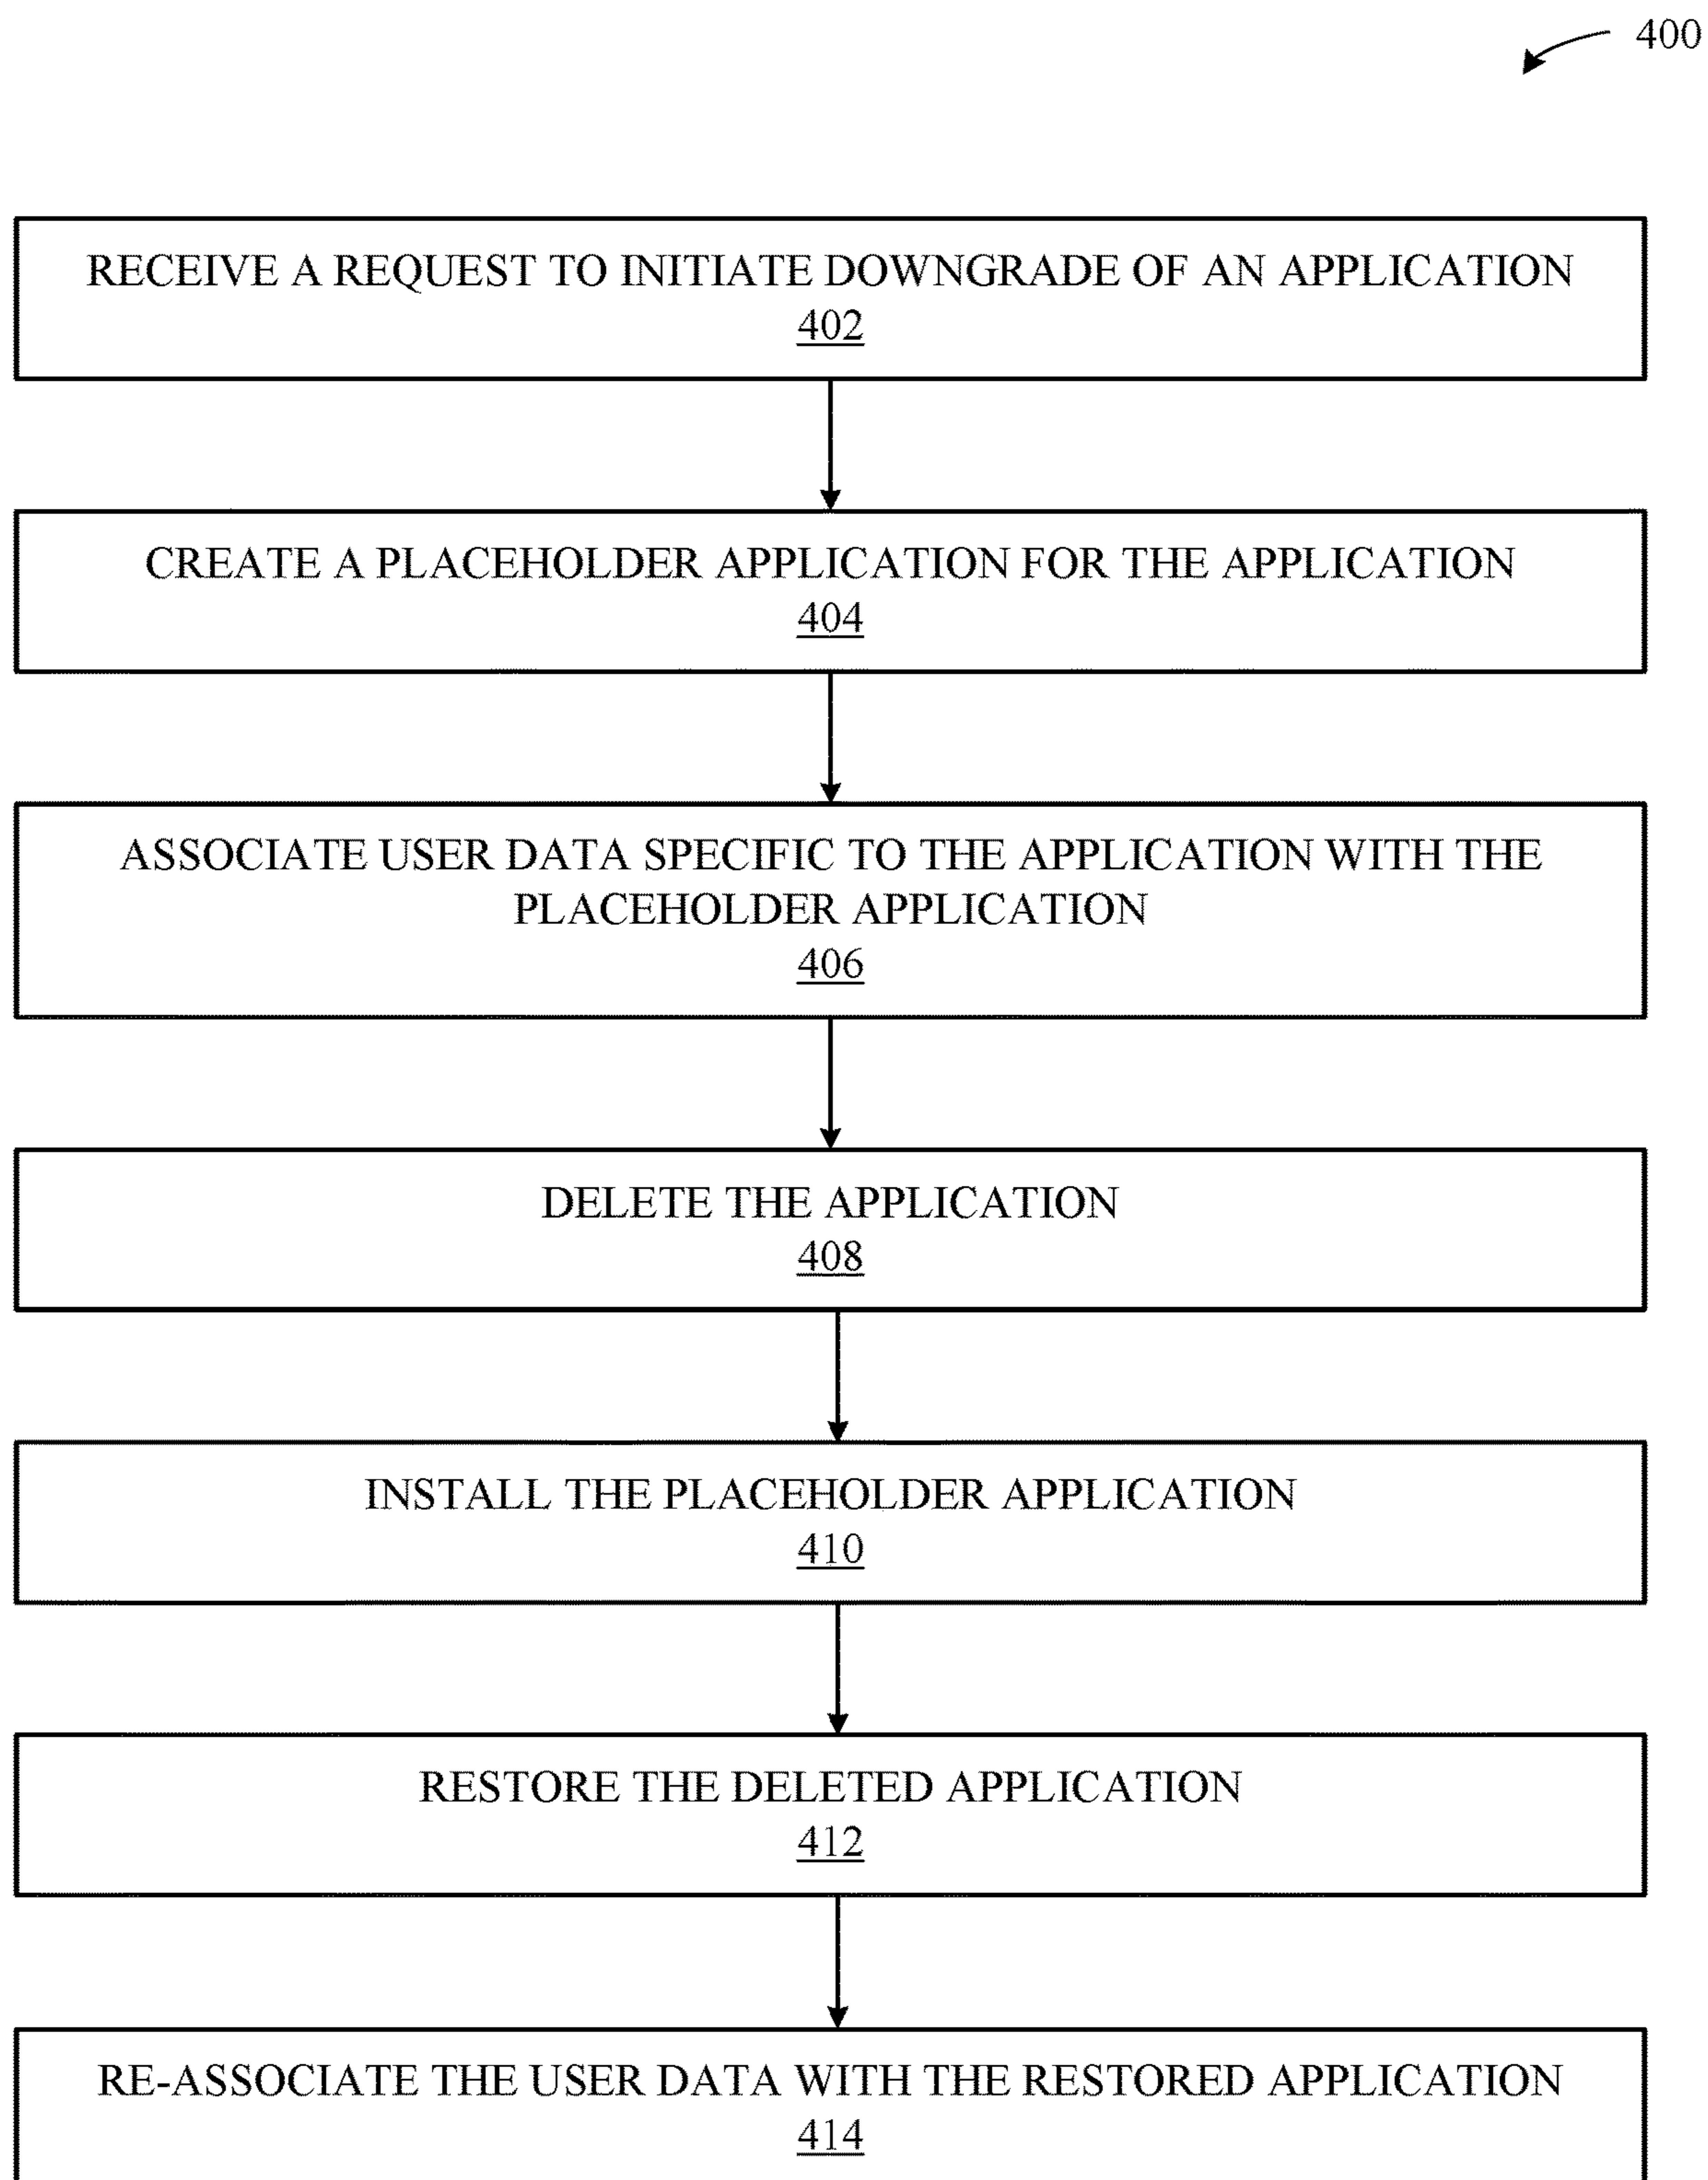 400
RECEIVE A REQUEST TO INITIATE DOWNGRADE OF AN APPLICATION
402
CREATE A PLACEHOLDER APPLICATION FOR THE APPLICATION
404
ASSOCIATE USER DATA SPECIFIC TO THE APPLICATION WITH THE
PLACEHOLDER APPLICATION
406
DELETE THE APPLICATION
408
INSTALL THE PLACEHOLDER APPLICATION
410
RESTORE THE DELETED APPLICATION
412
RE-ASSOCIATE THE USER DATA WITH THE RESTORED APPLICATION
414